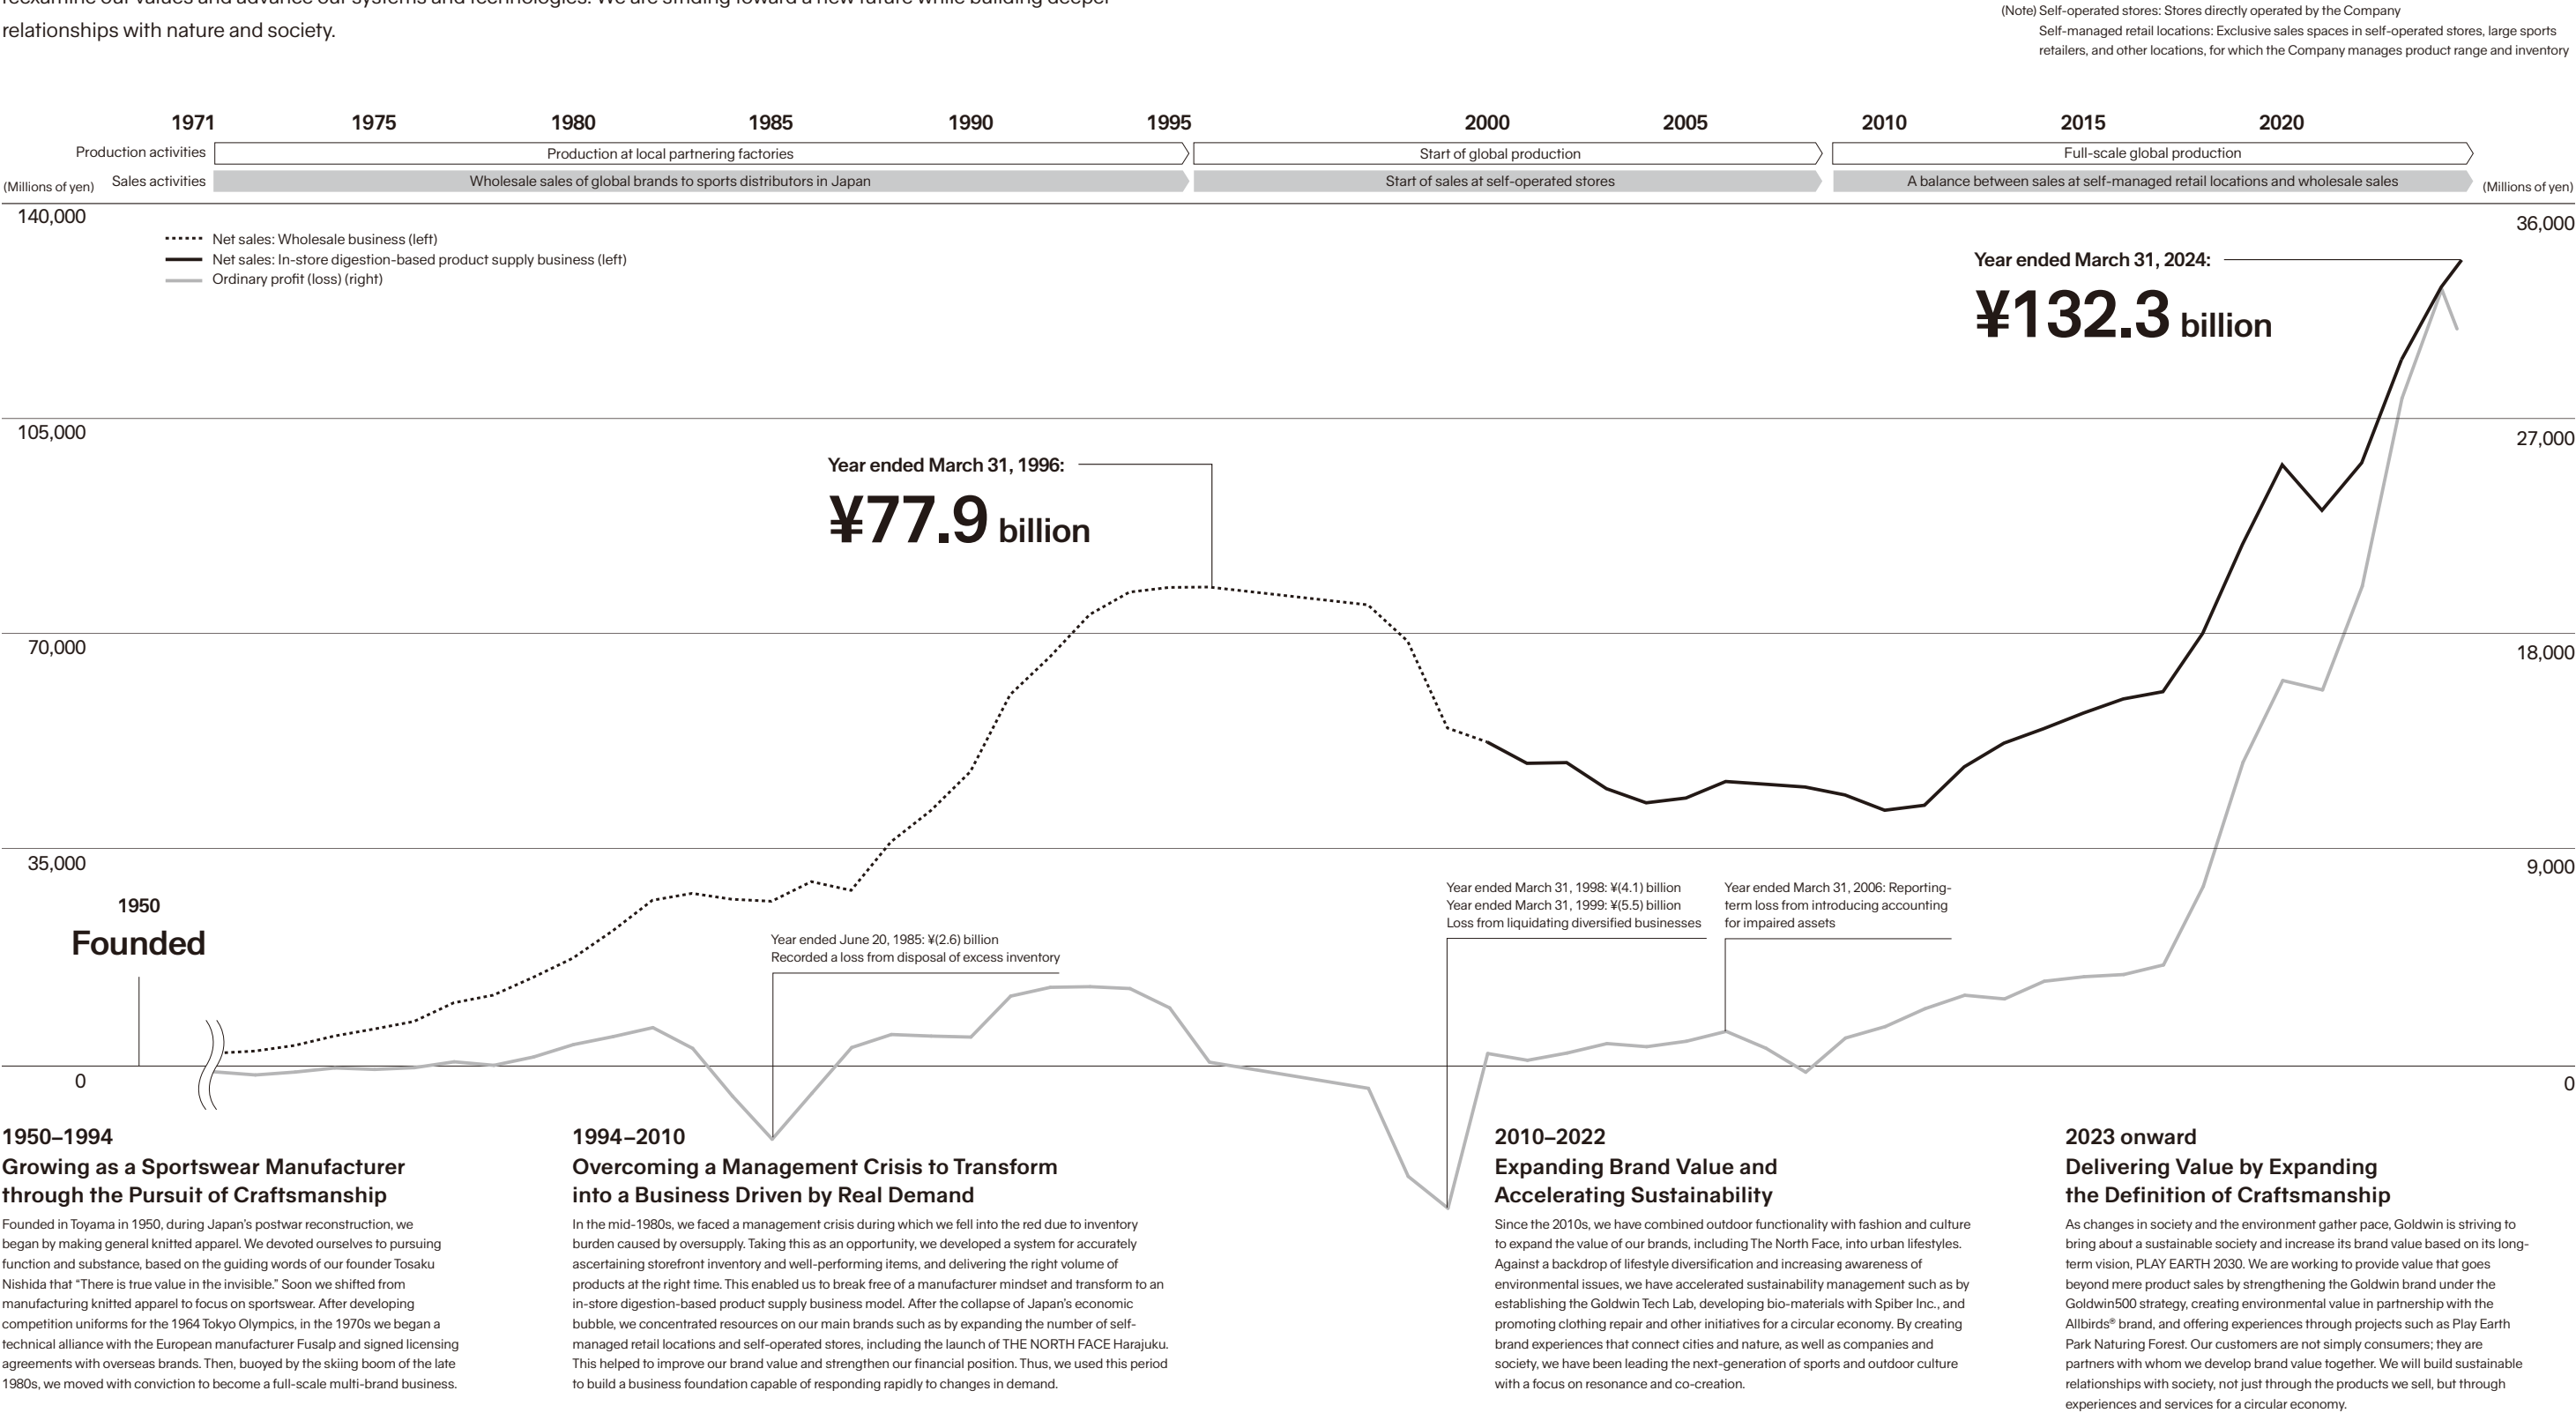 relationships with nature and society.
(Note) Self-operated stores: Stores directly operated by the Company
Self-managed retail locations: Exclusive sales spaces in self-operated stores, large sports
retailers, and other locations, for which the Company manages product range and inventory
1971 1975 1980 1985 1990 1995 2000 2005 2010 2015 2020
Production activities Production at local partnering factories Start of global production Full-scale global production
(Millions of yen) Sales activities Wholesale sales of global brands to sports distributors in Japan Start of sales at self-operated stores A balance between sales at self-managed retail locations and wholesale sales (Millions of yen)
140,000 36,000
Net sales: Wholesale business (left)
Net sales: In-store digestion-based product supply business (left)
Ordinary profit (loss) (right)
Year ended March 31, 2024:
¥132.3 billion
105,000 27,000
Year ended March 31, 1996:
¥77.9 billion
70,000 18,000
35,000 9,000
1950
Founded
Year ended June 20, 1985: ¥(2.6) billion
Recorded a loss from disposal of excess inventory
Year ended March 31, 1998: ¥(4.1) billion
Year ended March 31, 1999: ¥(5.5) billion
Loss from liquidating diversified businesses
Year ended March 31, 2006: Reporting-
term loss from introducing accounting
for impaired assets
0 0
1950–1994
Growing as a Sportswear Manufacturer
through the Pursuit of Craftsmanship
Founded in Toyama in 1950, during Japan's postwar reconstruction, we
began by making general knitted apparel. We devoted ourselves to pursuing
function and substance, based on the guiding words of our founder Tosaku
Nishida that “There is true value in the invisible.” Soon we shifted from
manufacturing knitted apparel to focus on sportswear. After developing
competition uniforms for the 1964 Tokyo Olympics, in the 1970s we began a
technical alliance with the European manufacturer Fusalp and signed licensing
agreements with overseas brands. Then, buoyed by the skiing boom of the late
1980s, we moved with conviction to become a full-scale multi-brand business.
1994–2010
Overcoming a Management Crisis to Transform
into a Business Driven by Real Demand
In the mid-1980s, we faced a management crisis during which we fell into the red due to inventory
burden caused by oversupply. Taking this as an opportunity, we developed a system for accurately
ascertaining storefront inventory and well-performing items, and delivering the right volume of
products at the right time. This enabled us to break free of a manufacturer mindset and transform to an
in-store digestion-based product supply business model. After the collapse of Japan's economic
bubble, we concentrated resources on our main brands such as by expanding the number of self-
managed retail locations and self-operated stores, including the launch of THE NORTH FACE Harajuku.
This helped to improve our brand value and strengthen our financial position. Thus, we used this period
to build a business foundation capable of responding rapidly to changes in demand.
2010–2022
Expanding Brand Value and
Accelerating Sustainability
Since the 2010s, we have combined outdoor functionality with fashion and culture
to expand the value of our brands, including The North Face, into urban lifestyles.
Against a backdrop of lifestyle diversification and increasing awareness of
environmental issues, we have accelerated sustainability management such as by
establishing the Goldwin Tech Lab, developing bio-materials with Spiber Inc., and
promoting clothing repair and other initiatives for a circular economy. By creating
brand experiences that connect cities and nature, as well as companies and
society, we have been leading the next-generation of sports and outdoor culture
with a focus on resonance and co-creation.
2023 onward
Delivering Value by Expanding
the Definition of Craftsmanship
As changes in society and the environment gather pace, Goldwin is striving to
bring about a sustainable society and increase its brand value based on its long-
term vision, PLAY EARTH 2030. We are working to provide value that goes
beyond mere product sales by strengthening the Goldwin brand under the
Goldwin500 strategy, creating environmental value in partnership with the
Allbirds® brand, and offering experiences through projects such as Play Earth
Park Naturing Forest. Our customers are not simply consumers; they are
partners with whom we develop brand value together. We will build sustainable
relationships with society, not just through the products we sell, but through
experiences and services for a circular economy.